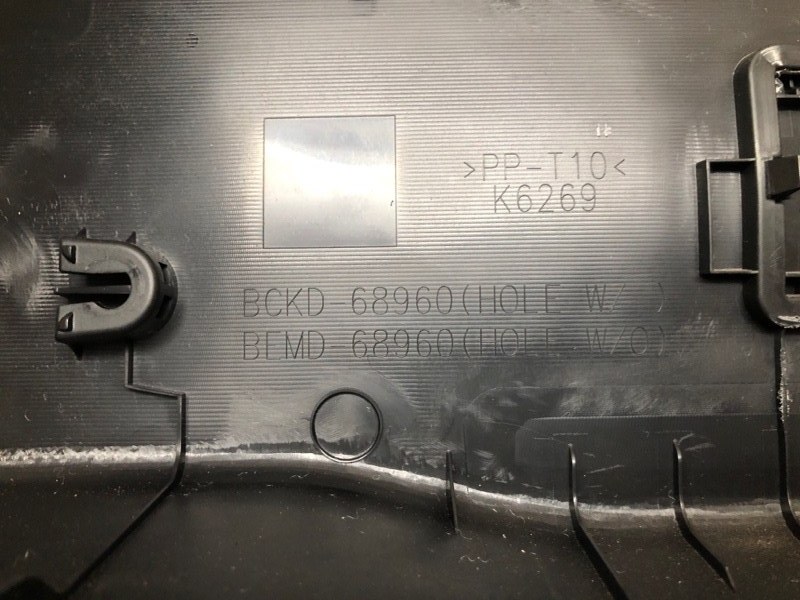 >PP-T10<
K6269
BCKD-68960(HOLE W/ )
BEMD-68960(HOLE W/O)